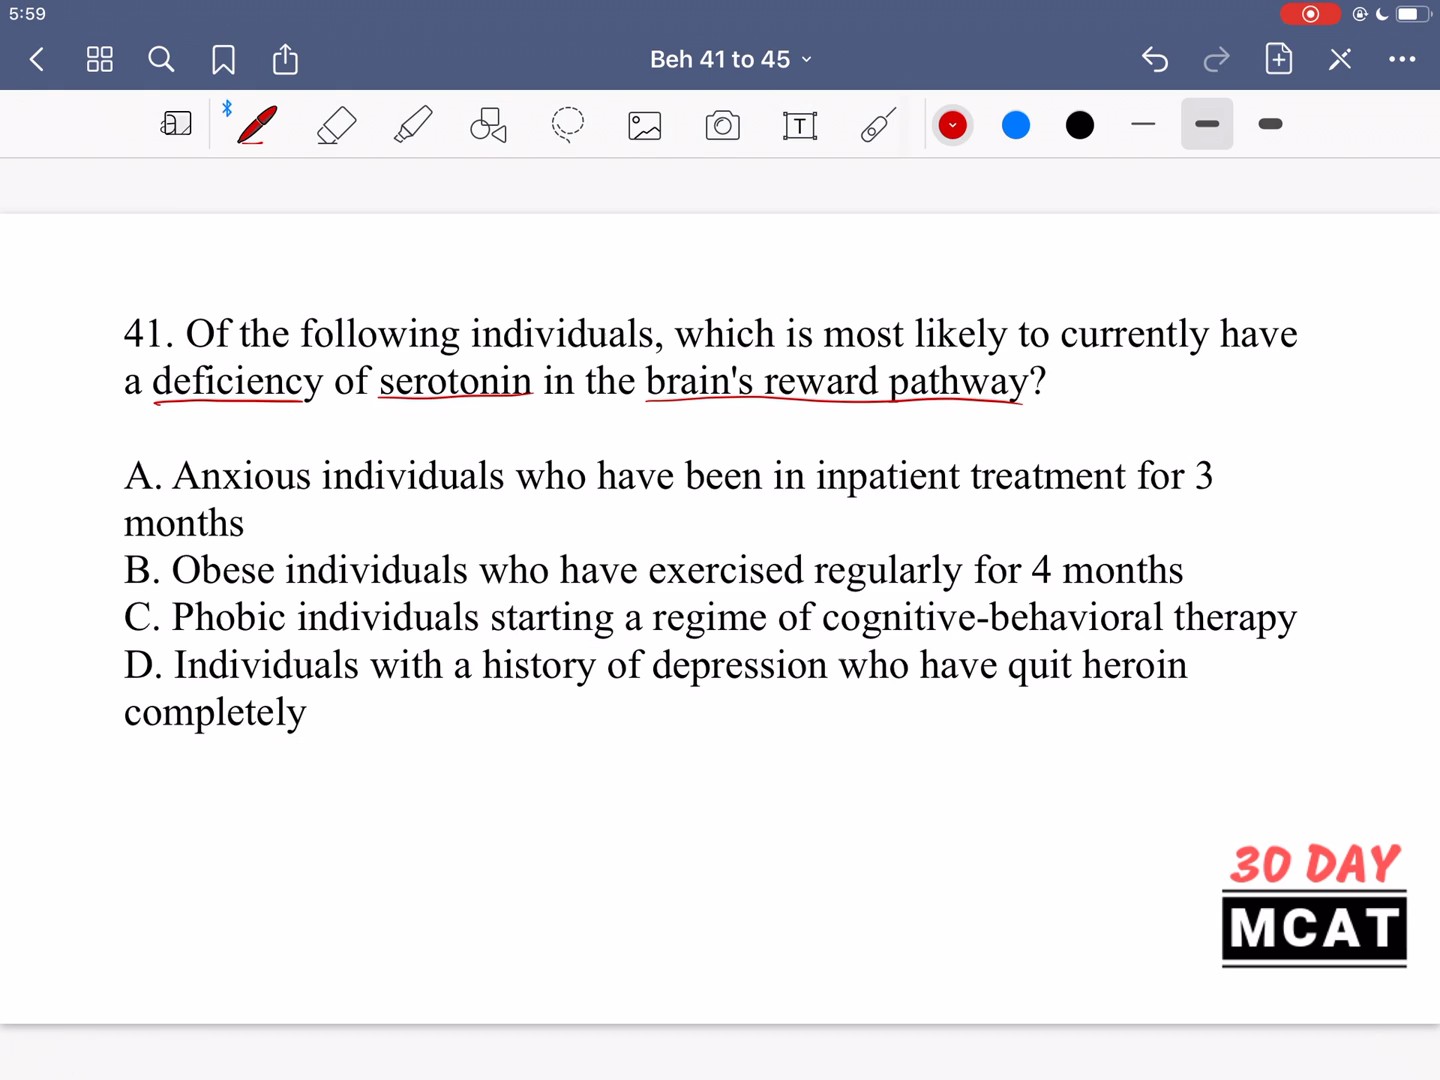 5:59
Beh 41 to 45
T
41. Of the following individuals, which is most likely to currently have
a deficiency of serotonin in the brain's reward pathway?
A. Anxious individuals who have been in inpatient treatment for 3
months
B. Obese individuals who have exercised regularly for 4 months
C. Phobic individuals starting a regime of cognitive-behavioral therapy
D. Individuals with a history of depression who have quit heroin
completely
30 DAY
MCAT